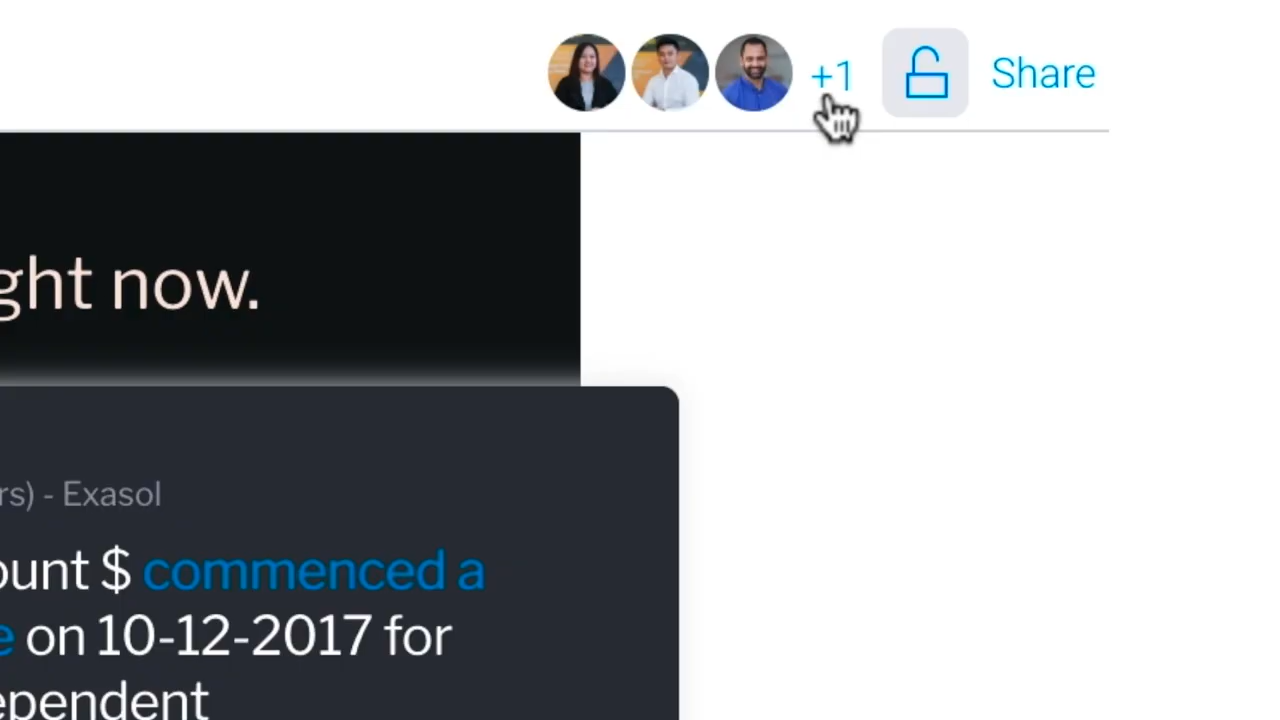 +1 Share
ght now.
rs) - Exasol
ount $ commenced a
e on 10-12-2017 for
ependent